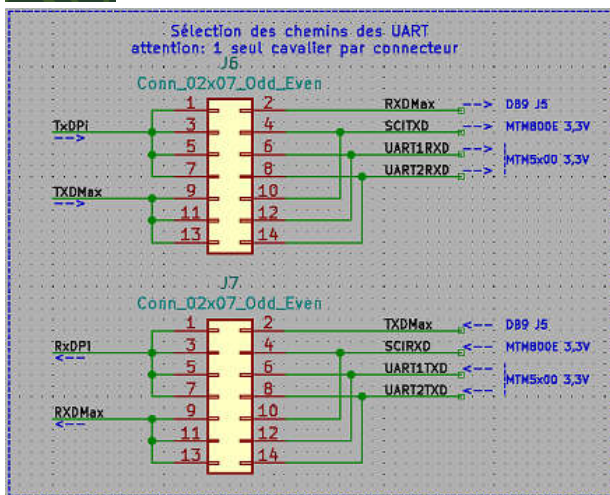 Sélection des chemins des UART
attention: 1 seul cavalier par connecteur
J6
Conn_02x07_Odd_Even
1 2 RXDMax --> DB9 J5
TxDPi 3 4 SCITXD --> MTM800E 3,3V
--> 5 6 UART1RXD --> MTM5x00 3,3V
7 8 UART2RXD -->
TXDMax 9 10
--> 11 12
13 14
J7
Conn_02x07_Odd_Even
1 2 TXDMax <-- DB9 J5
RxDPi 3 4 SCIRXD <-- MTM800E 3,3V
<-- 5 6 UART1TXD <-- MTM5x00 3,3V
7 8 UART2TXD <--
RXDMax 9 10
<-- 11 12
13 14